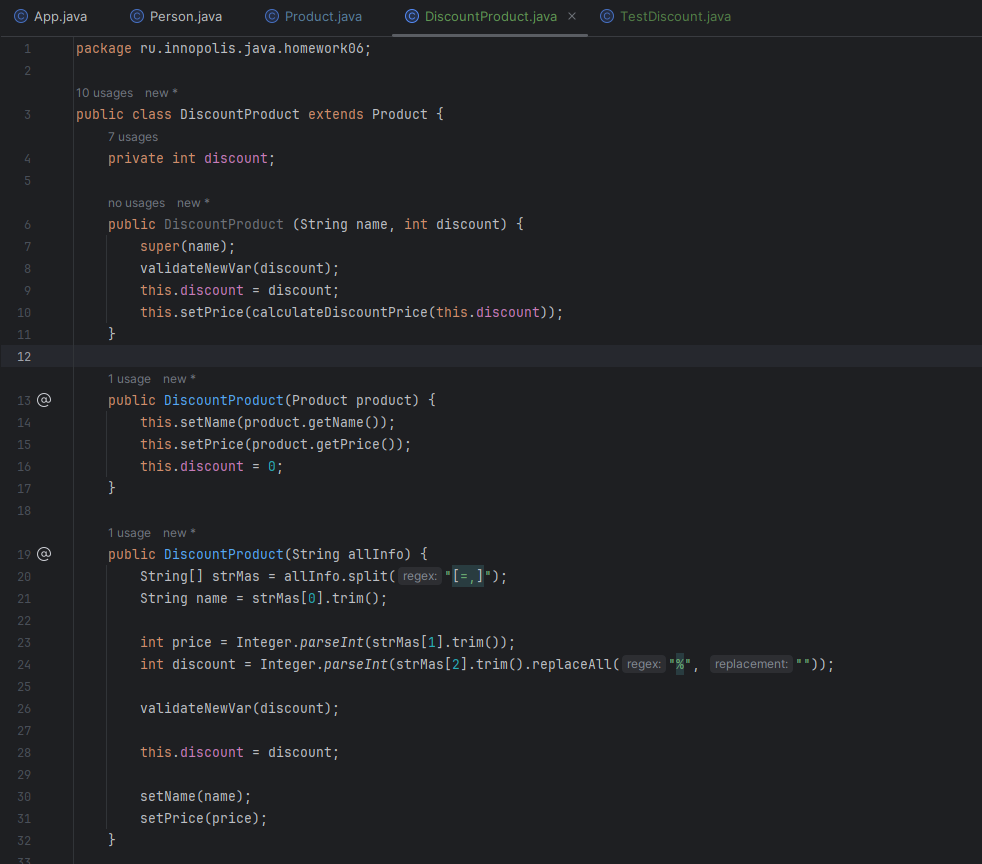 App.java Person.java Product.java DiscountProduct.java × TestDiscount.java
1 package ru.innopolis.java.homework06;
2
10 usages new *
3 public class DiscountProduct extends Product {
7 usages
4 private int discount;
5
no usages new *
6 public DiscountProduct (String name, int discount) {
7 super(name);
8 validateNewVar(discount);
9 this.discount = discount;
10 this.setPrice(calculateDiscountPrice(this.discount));
11 }
12
1 usage new *
13 @ public DiscountProduct(Product product) {
14 this.setName(product.getName());
15 this.setPrice(product.getPrice());
16 this.discount = 0;
17 }
18
1 usage new *
19 @ public DiscountProduct(String allInfo) {
20 String[] strMas = allInfo.split( regex: "[=,]");
21 String name = strMas[0].trim();
22
23 int price = Integer.parseInt(strMas[1].trim());
24 int discount = Integer.parseInt(strMas[2].trim().replaceAll( regex: "%", replacement: ""));
25
26 validateNewVar(discount);
27
28 this.discount = discount;
29
30 setName(name);
31 setPrice(price);
32 }
33